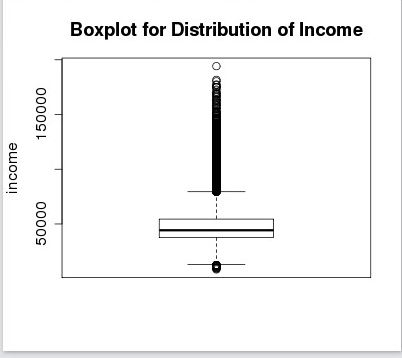 Boxplot for Distribution of Income
150000
50000
income